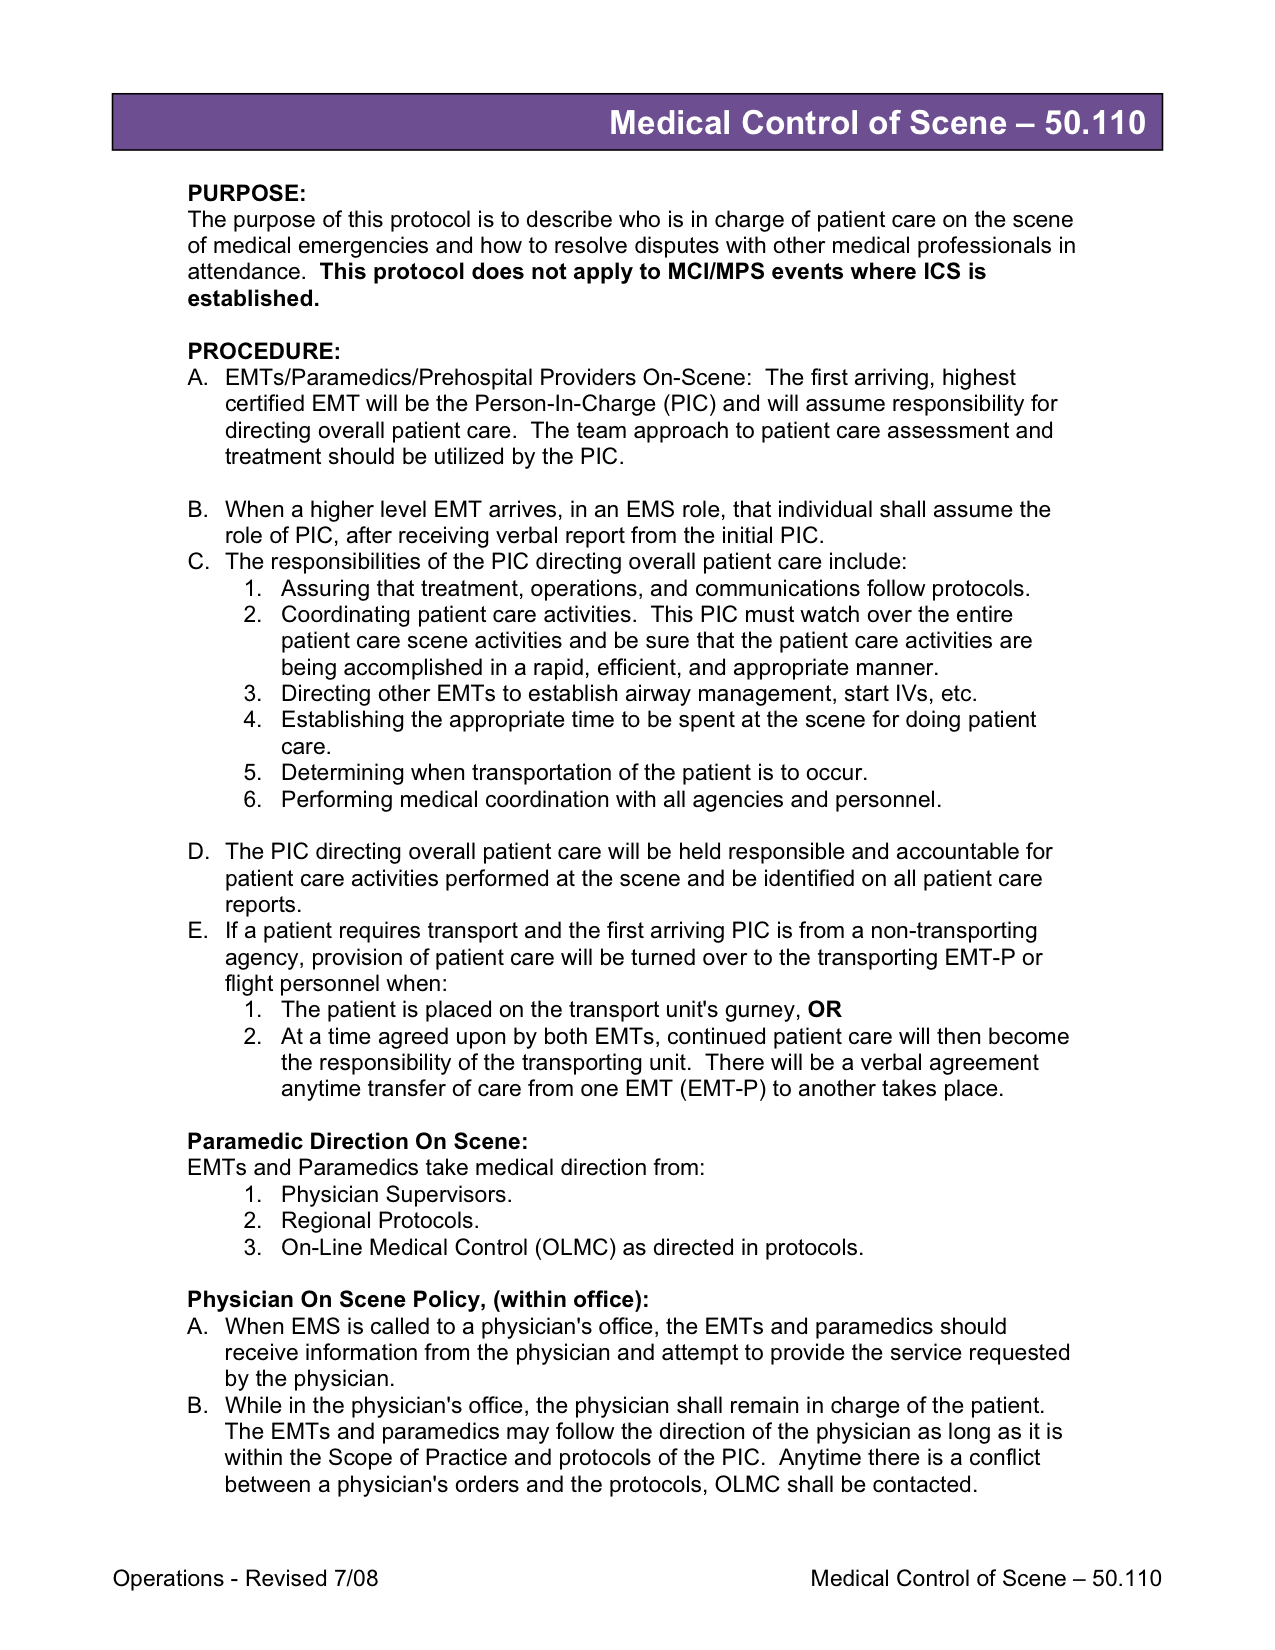 Medical Control of Scene – 50.110
PURPOSE:
The purpose of this protocol is to describe who is in charge of patient care on the scene
of medical emergencies and how to resolve disputes with other medical professionals in
attendance.  This protocol does not apply to MCI/MPS events where ICS is
established.
PROCEDURE:
A. EMTs/Paramedics/Prehospital Providers On-Scene:  The first arriving, highest
certified EMT will be the Person-In-Charge (PIC) and will assume responsibility for
directing overall patient care.  The team approach to patient care assessment and
treatment should be utilized by the PIC.
B. When a higher level EMT arrives, in an EMS role, that individual shall assume the
role of PIC, after receiving verbal report from the initial PIC.
C. The responsibilities of the PIC directing overall patient care include:
1. Assuring that treatment, operations, and communications follow protocols.
2. Coordinating patient care activities.  This PIC must watch over the entire
patient care scene activities and be sure that the patient care activities are
being accomplished in a rapid, efficient, and appropriate manner.
3. Directing other EMTs to establish airway management, start IVs, etc.
4. Establishing the appropriate time to be spent at the scene for doing patient
care.
5. Determining when transportation of the patient is to occur.
6. Performing medical coordination with all agencies and personnel.
D. The PIC directing overall patient care will be held responsible and accountable for
patient care activities performed at the scene and be identified on all patient care
reports.
E. If a patient requires transport and the first arriving PIC is from a non-transporting
agency, provision of patient care will be turned over to the transporting EMT-P or
flight personnel when:
1. The patient is placed on the transport unit's gurney, OR
2. At a time agreed upon by both EMTs, continued patient care will then become
the responsibility of the transporting unit.  There will be a verbal agreement
anytime transfer of care from one EMT (EMT-P) to another takes place.
Paramedic Direction On Scene:
EMTs and Paramedics take medical direction from:
1. Physician Supervisors.
2. Regional Protocols.
3. On-Line Medical Control (OLMC) as directed in protocols.
Physician On Scene Policy, (within office):
A. When EMS is called to a physician's office, the EMTs and paramedics should
receive information from the physician and attempt to provide the service requested
by the physician.
B. While in the physician's office, the physician shall remain in charge of the patient.
The EMTs and paramedics may follow the direction of the physician as long as it is
within the Scope of Practice and protocols of the PIC.  Anytime there is a conflict
between a physician's orders and the protocols, OLMC shall be contacted.
Operations - Revised 7/08
Medical Control of Scene – 50.110